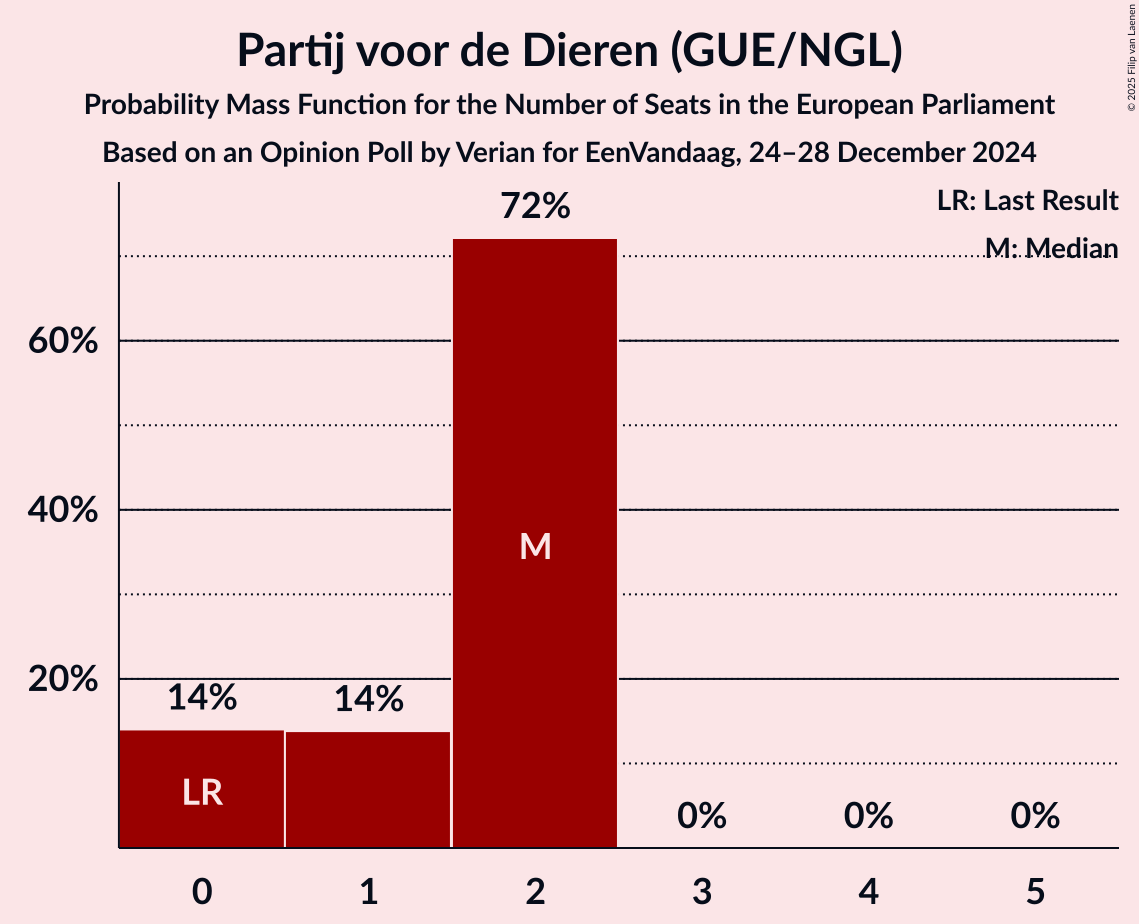 Partij voor de Dieren (GUE/NGL)
Probability Mass Function for the Number of Seats in the European Parliament
Based on an Opinion Poll by Verian for EenVandaag, 24–28 December 2024
© 2025 Filip van Laenen
LR: Last Result
M: Median
72%
60%
40%
M
20%
14%
14%
LR
0%
0%
0%
0
1
2
3
4
5